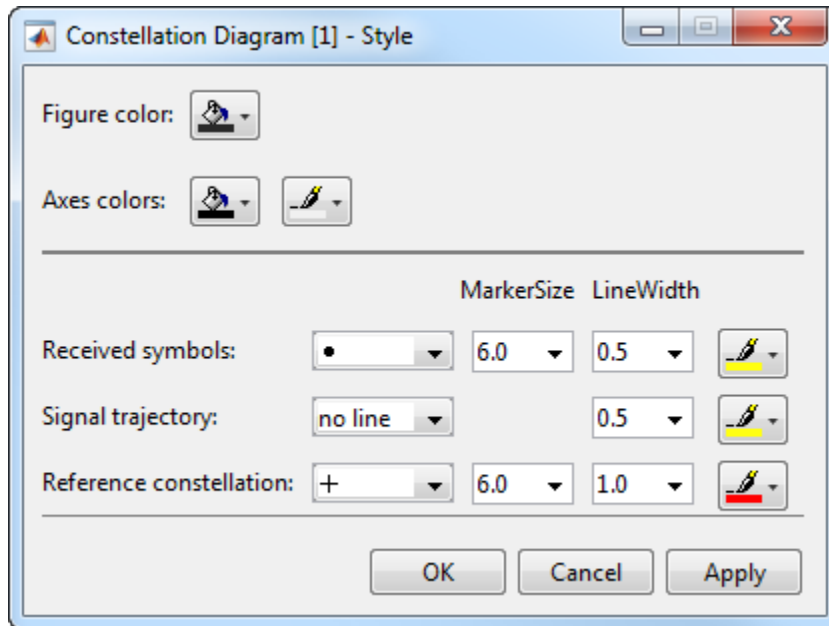 Constellation Diagram [1] - Style
Figure color:
Axes colors:
MarkerSize LineWidth
Received symbols: 6.0 0.5
Signal trajectory: no line 0.5
Reference constellation: + 6.0 1.0
OK Cancel Apply